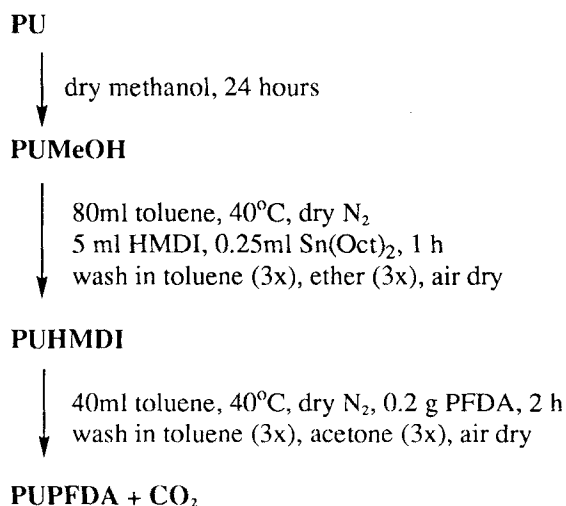 PU
dry methanol, 24 hours
PUMeOH
80ml toluene, 40°C, dry N₂
5 ml HMDI, 0.25ml Sn(Oct)₂, 1 h
wash in toluene (3x), ether (3x), air dry
PUHMDI
40ml toluene, 40°C, dry N₂, 0.2 g PFDA, 2 h
wash in toluene (3x), acetone (3x), air dry
PUPFDA + CO₂